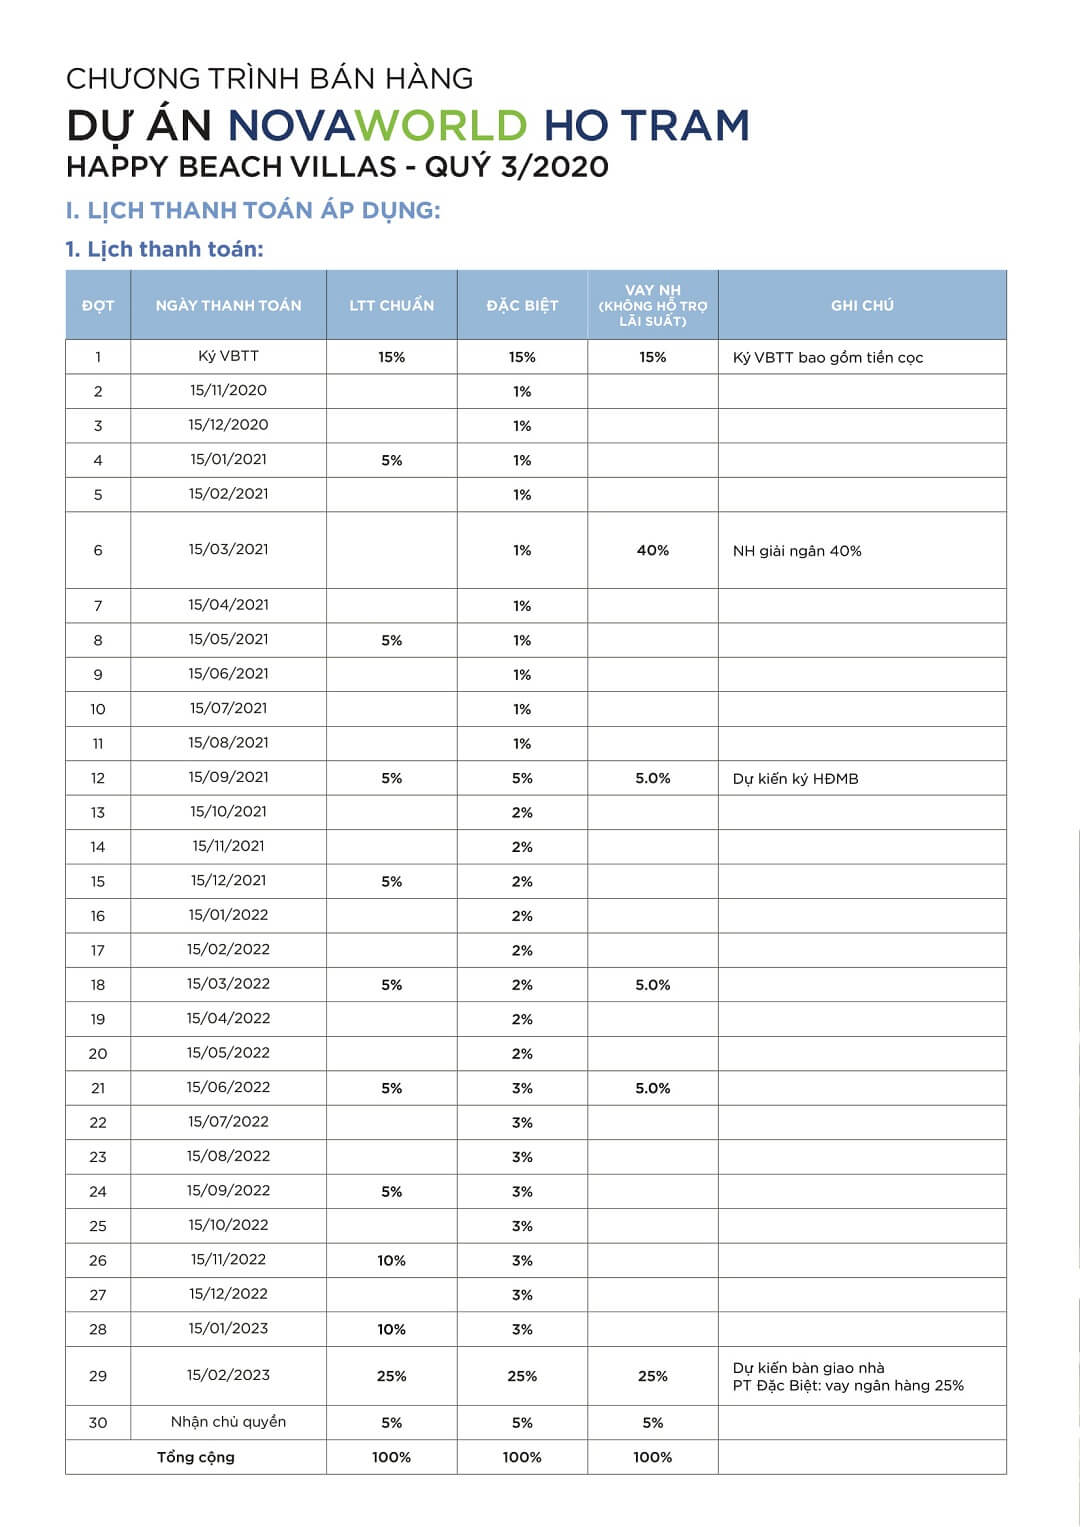 CHƯƠNG TRÌNH BÁN HÀNG
DỰ ÁN NOVAWORLD HO TRAM
HAPPY BEACH VILLAS - QUÝ 3/2020
I. LỊCH THANH TOÁN ÁP DỤNG:
1. Lịch thanh toán:
ĐỢT NGÀY THANH TOÁN LTT CHUẨN ĐẶC BIỆT VAY NH (KHÔNG HỖ TRỢ LÃI SUẤT) GHI CHÚ
1 Ký VBTT 15% 15% 15% Ký VBTT bao gồm tiền cọc
2 15/11/2020 1%
3 15/12/2020 1%
4 15/01/2021 5% 1%
5 15/02/2021 1%
6 15/03/2021 1% 40% NH giải ngân 40%
7 15/04/2021 1%
8 15/05/2021 5% 1%
9 15/06/2021 1%
10 15/07/2021 1%
11 15/08/2021 1%
12 15/09/2021 5% 5% 5.0% Dự kiến ký HĐMB
13 15/10/2021 2%
14 15/11/2021 2%
15 15/12/2021 5% 2%
16 15/01/2022 2%
17 15/02/2022 2%
18 15/03/2022 5% 2% 5.0%
19 15/04/2022 2%
20 15/05/2022 2%
21 15/06/2022 5% 3% 5.0%
22 15/07/2022 3%
23 15/08/2022 3%
24 15/09/2022 5% 3%
25 15/10/2022 3%
26 15/11/2022 10% 3%
27 15/12/2022 3%
28 15/01/2023 10% 3%
29 15/02/2023 25% 25% 25% Dự kiến bàn giao nhà
PT Đặc Biệt: vay ngân hàng 25%
30 Nhận chủ quyền 5% 5% 5%
Tổng cộng 100% 100% 100%